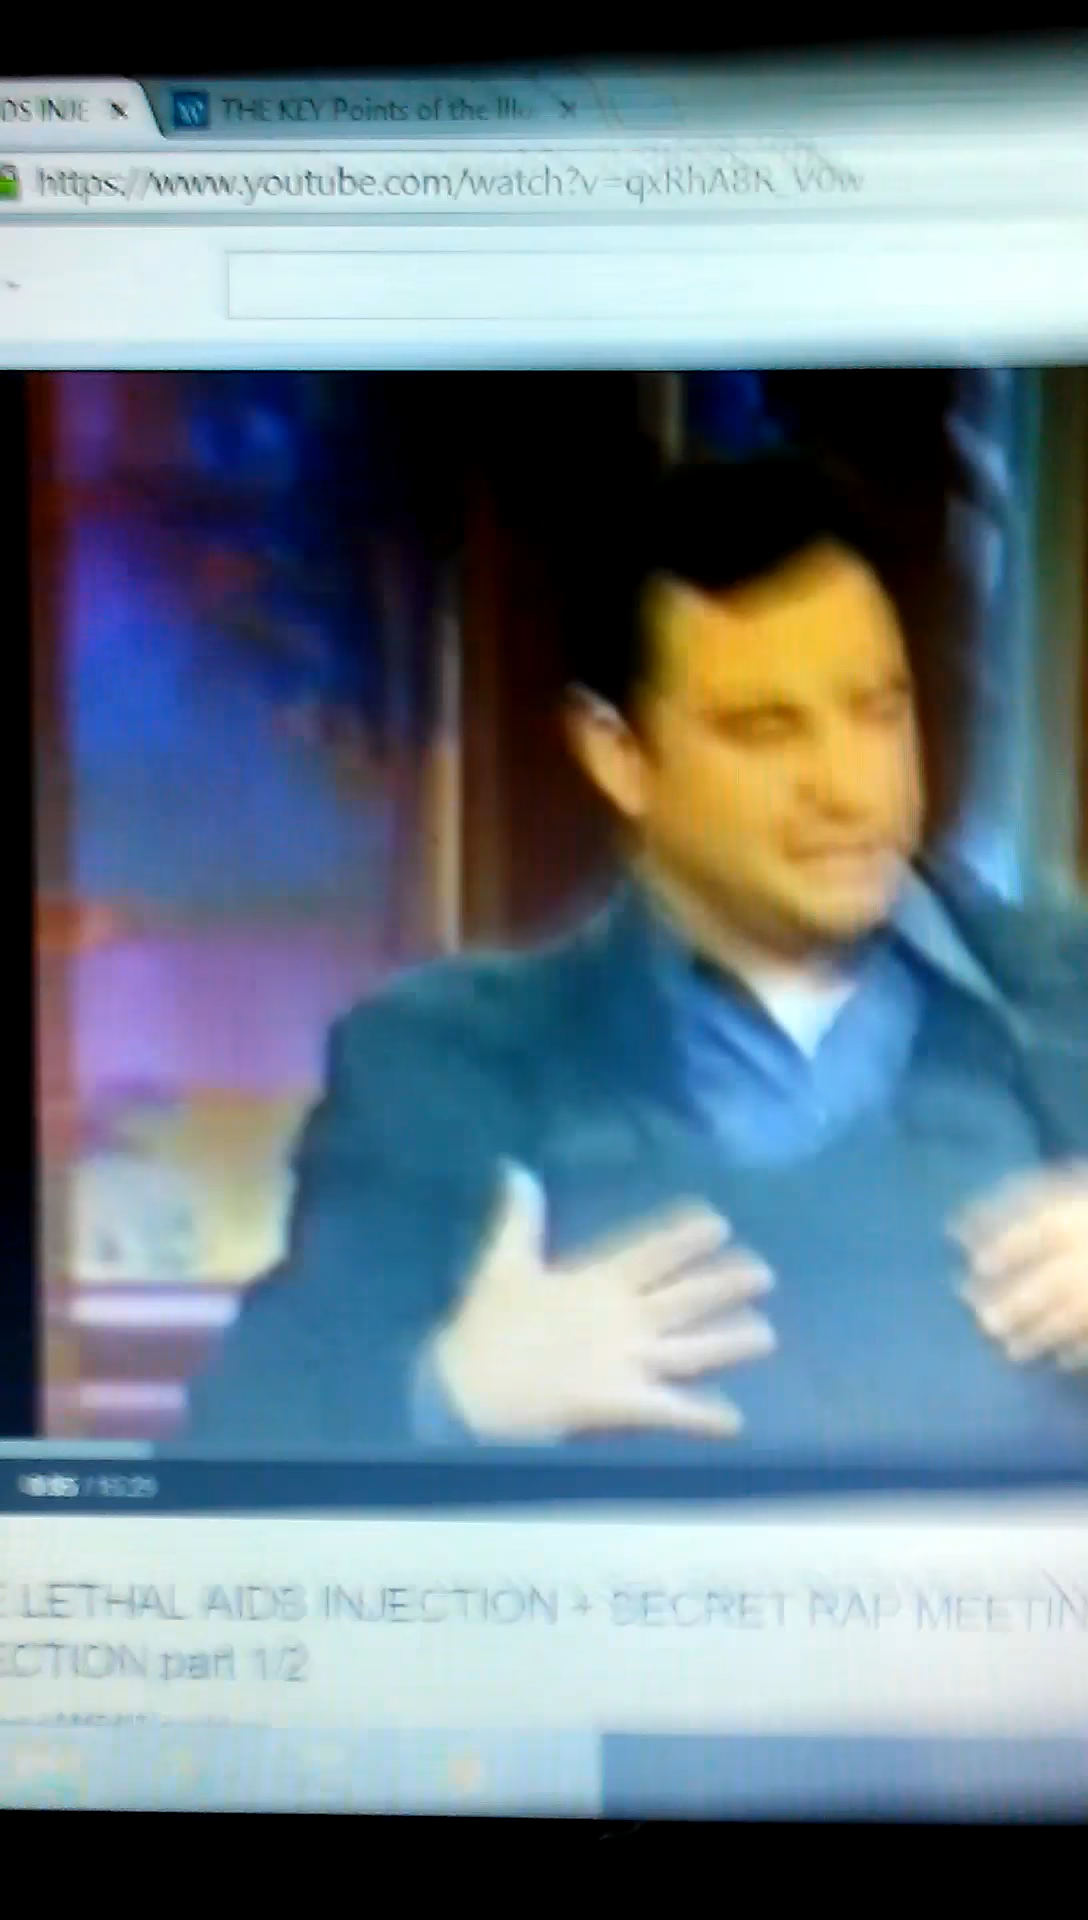 DS INJE
THE KEY Points of the Illu
https://www.youtube.com/watch?v=qxRhA8R_V0w
LETHAL AIDS INJECTION + SECRET RAP MEETIN
ECTION part 1/2